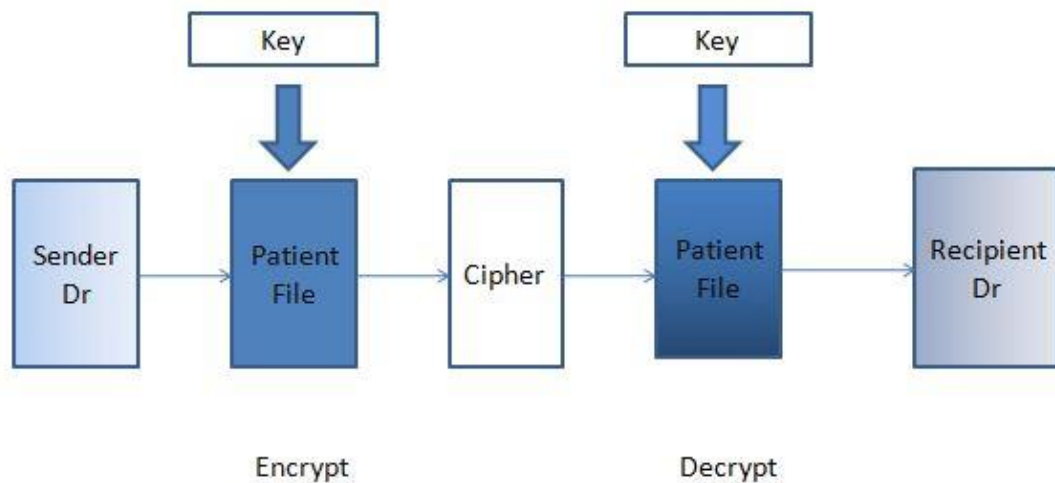 Key
Key
Sender
Dr
Patient
File
Cipher
Patient
File
Recipient
Dr
Encrypt
Decrypt